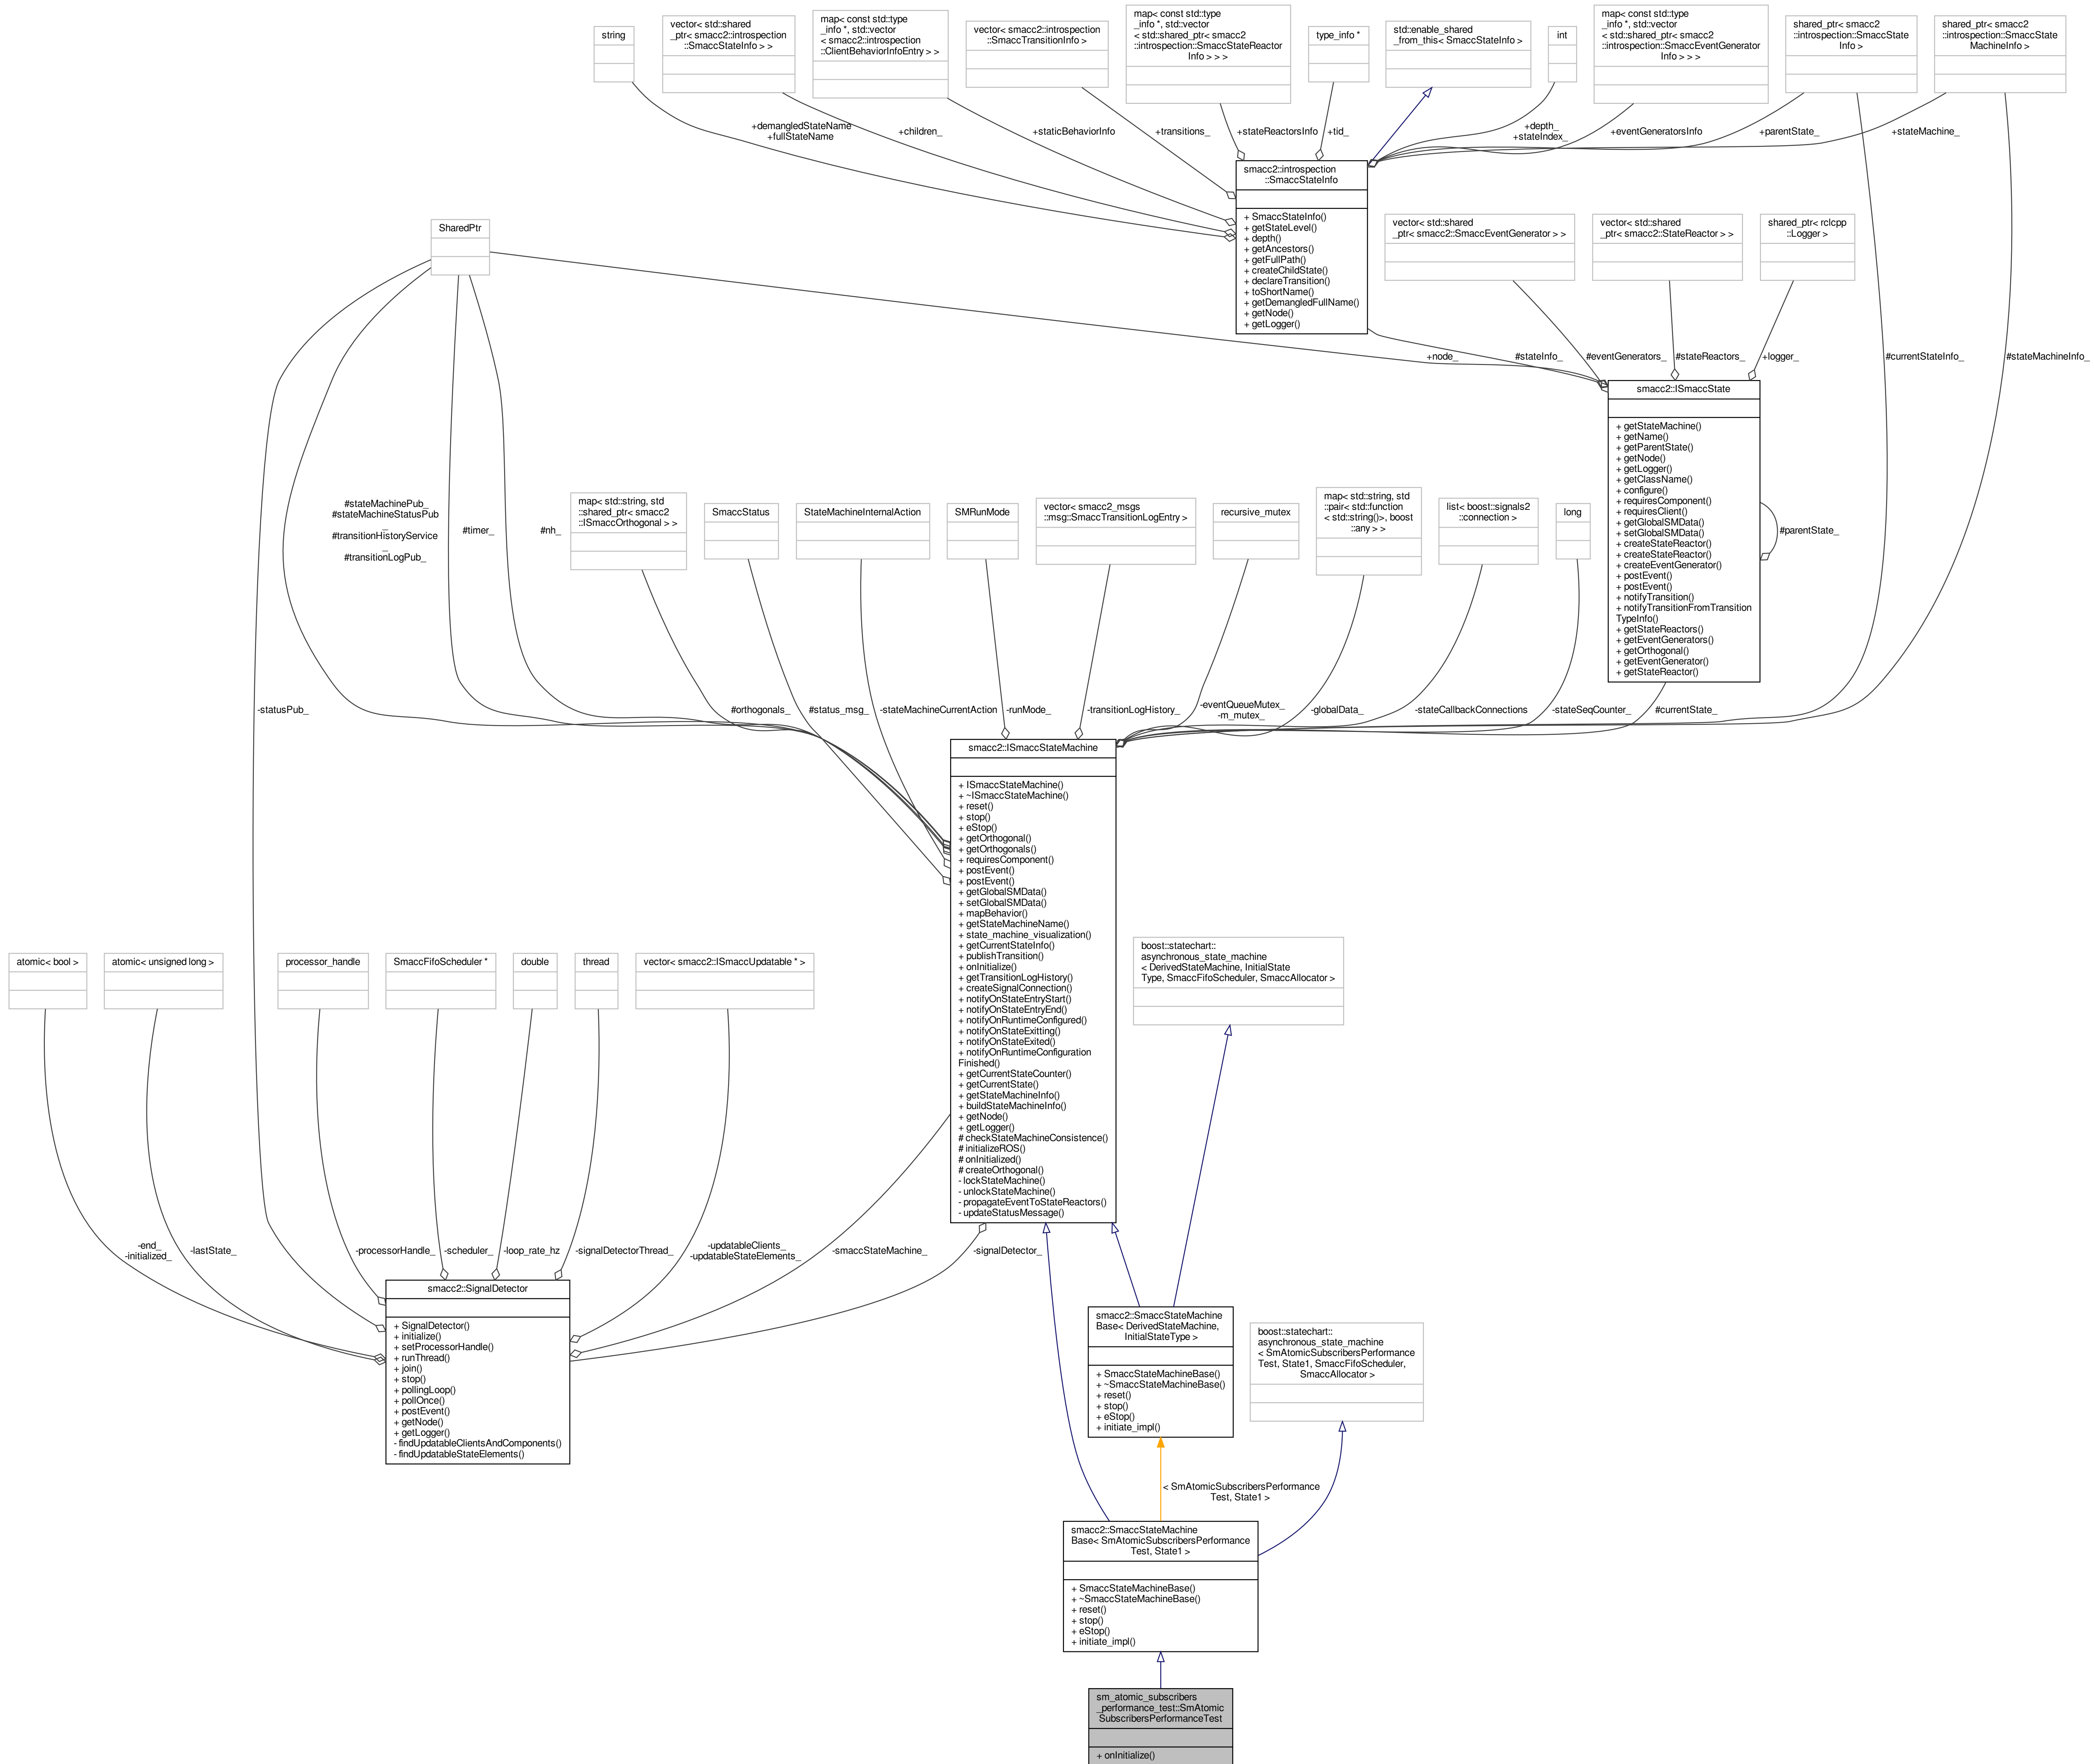 string
vector< std::shared
_ptr< smacc2::introspection
::SmaccStateInfo > >
map< const std::type
_info *, std::vector
< smacc2::introspection
::ClientBehaviorInfoEntry > >
vector< smacc2::introspection
::SmaccTransitionInfo >
map< const std::type
_info *, std::vector
< std::shared_ptr< smacc2
::introspection::SmaccStateReactor
Info > > >
type_info *
std::enable_shared
_from_this< SmaccStateInfo >
int
map< const std::type
_info *, std::vector
< std::shared_ptr< smacc2
::introspection::SmaccEventGenerator
Info > > >
shared_ptr< smacc2
::introspection::SmaccState
Info >
shared_ptr< smacc2
::introspection::SmaccState
MachineInfo >
+demangledStateName
+fullStateName
+children_
+staticBehaviorInfo
+transitions_
+stateReactorsInfo
+tid_
+depth_
+stateIndex_
+eventGeneratorsInfo
+parentState_
+stateMachine_
smacc2::introspection
::SmaccStateInfo
+ SmaccStateInfo()
+ getStateLevel()
+ depth()
+ getAncestors()
+ getFullPath()
+ createChildState()
+ declareTransition()
+ toShortName()
+ getDemangledFullName()
+ getNode()
+ getLogger()
SharedPtr
vector< std::shared
_ptr< smacc2::SmaccEventGenerator > >
vector< std::shared
_ptr< smacc2::StateReactor > >
shared_ptr< rclcpp
::Logger >
+node_
#stateInfo_
#eventGenerators_
#stateReactors_
+logger_
#currentStateInfo_
#stateMachineInfo_
smacc2::ISmaccState
+ getStateMachine()
+ getName()
+ getParentState()
+ getNode()
+ getLogger()
+ getClassName()
+ configure()
+ requiresComponent()
+ requiresClient()
+ getGlobalSMData()
+ setGlobalSMData()
+ createStateReactor()
+ createStateReactor()
+ createEventGenerator()
+ postEvent()
+ postEvent()
+ notifyTransition()
+ notifyTransitionFromTransition
TypeInfo()
+ getStateReactors()
+ getEventGenerators()
+ getOrthogonal()
+ getEventGenerator()
+ getStateReactor()
#parentState_
#stateMachinePub_
#stateMachineStatusPub
_
#transitionHistoryService
_
#transitionLogPub_
#timer_
#nh_
map< std::string, std
::shared_ptr< smacc2
::ISmaccOrthogonal > >
SmaccStatus
StateMachineInternalAction
SMRunMode
vector< smacc2_msgs
::msg::SmaccTransitionLogEntry >
recursive_mutex
map< std::string, std
::pair< std::function
< std::string()>, boost
::any > >
list< boost::signals2
::connection >
long
-statusPub_
#orthogonals_
#status_msg_
-stateMachineCurrentAction
-runMode_
-transitionLogHistory_
-eventQueueMutex_
-m_mutex_
-globalData_
-stateCallbackConnections
-stateSeqCounter_
#currentState_
smacc2::ISmaccStateMachine
+ ISmaccStateMachine()
+ ~ISmaccStateMachine()
+ reset()
+ stop()
+ eStop()
+ getOrthogonal()
+ getOrthogonals()
+ requiresComponent()
+ postEvent()
+ postEvent()
+ getGlobalSMData()
+ setGlobalSMData()
+ mapBehavior()
+ getStateMachineName()
+ state_machine_visualization()
+ getCurrentStateInfo()
+ publishTransition()
+ onInitialize()
+ getTransitionLogHistory()
+ createSignalConnection()
+ notifyOnStateEntryStart()
+ notifyOnStateEntryEnd()
+ notifyOnRuntimeConfigured()
+ notifyOnStateExitting()
+ notifyOnStateExited()
+ notifyOnRuntimeConfiguration
Finished()
+ getCurrentStateCounter()
+ getCurrentState()
+ getStateMachineInfo()
+ buildStateMachineInfo()
+ getNode()
+ getLogger()
# checkStateMachineConsistence()
# initializeROS()
# onInitialized()
# createOrthogonal()
- lockStateMachine()
- unlockStateMachine()
- propagateEventToStateReactors()
- updateStatusMessage()
atomic< bool >
atomic< unsigned long >
processor_handle
SmaccFifoScheduler *
double
thread
vector< smacc2::ISmaccUpdatable * >
boost::statechart::
asynchronous_state_machine
< DerivedStateMachine, InitialState
Type, SmaccFifoScheduler, SmaccAllocator >
-end_
-initialized_
-lastState_
-processorHandle_
-scheduler_
-loop_rate_hz
-signalDetectorThread_
-updatableClients_
-updatableStateElements_
-smaccStateMachine_
-signalDetector_
smacc2::SignalDetector
+ SignalDetector()
+ initialize()
+ setProcessorHandle()
+ runThread()
+ join()
+ stop()
+ pollingLoop()
+ pollOnce()
+ postEvent()
+ getNode()
+ getLogger()
- findUpdatableClientsAndComponents()
- findUpdatableStateElements()
smacc2::SmaccStateMachine
Base< DerivedStateMachine,
InitialStateType >
+ SmaccStateMachineBase()
+ ~SmaccStateMachineBase()
+ reset()
+ stop()
+ eStop()
+ initiate_impl()
boost::statechart::
asynchronous_state_machine
< SmAtomicSubscribersPerformance
Test, State1, SmaccFifoScheduler,
SmaccAllocator >
< SmAtomicSubscribersPerformance
Test, State1 >
smacc2::SmaccStateMachine
Base< SmAtomicSubscribersPerformance
Test, State1 >
+ SmaccStateMachineBase()
+ ~SmaccStateMachineBase()
+ reset()
+ stop()
+ eStop()
+ initiate_impl()
sm_atomic_subscribers
_performance_test::SmAtomic
SubscribersPerformanceTest
+ onInitialize()